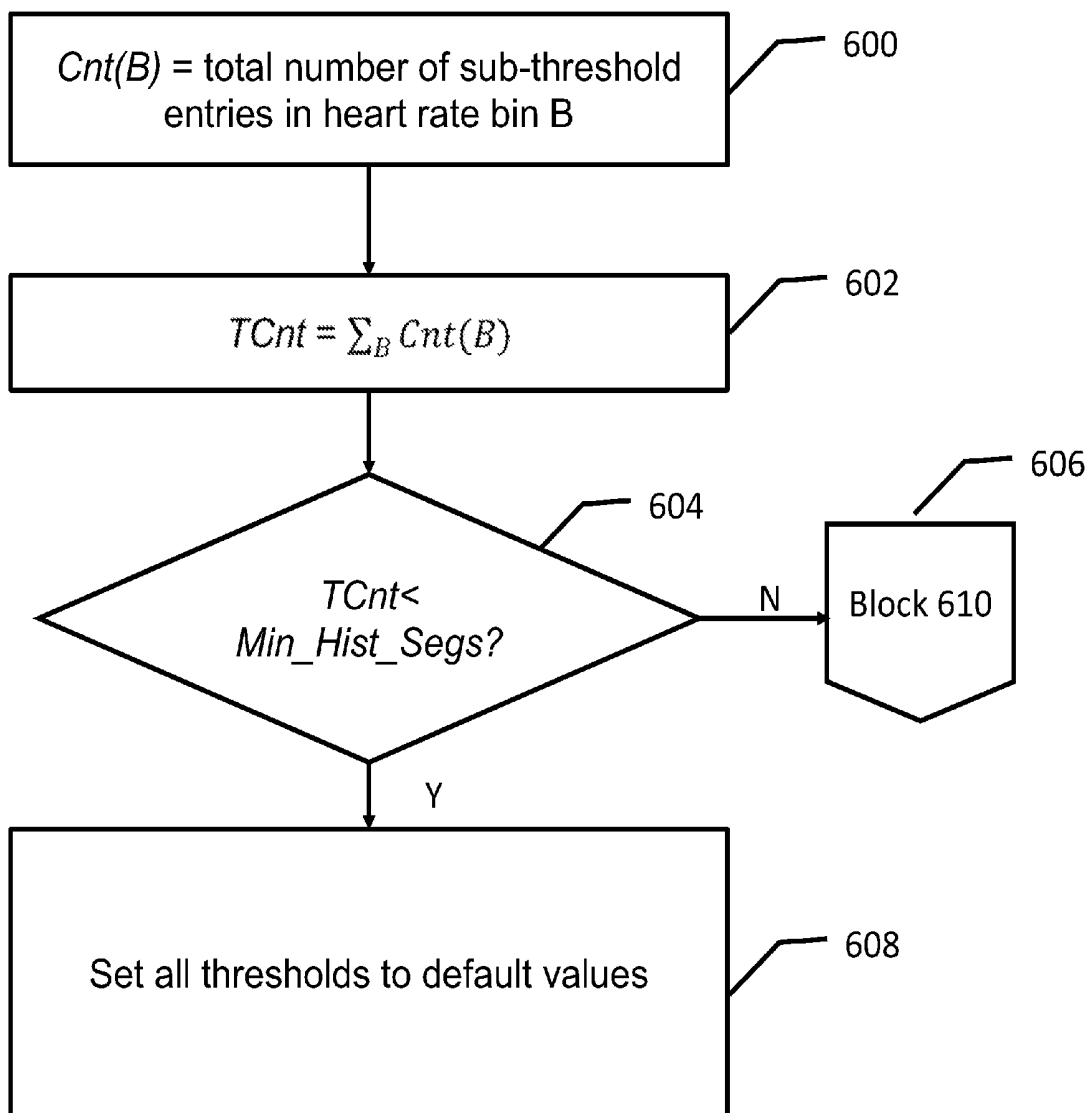 Cnt(B) = total number of sub-threshold
entries in heart rate bin B
600
TCnt = ∑_B Cnt(B)
602
604
606
TCnt<
Min_Hist_Segs?
N
Block 610
Y
Set all thresholds to default values
608